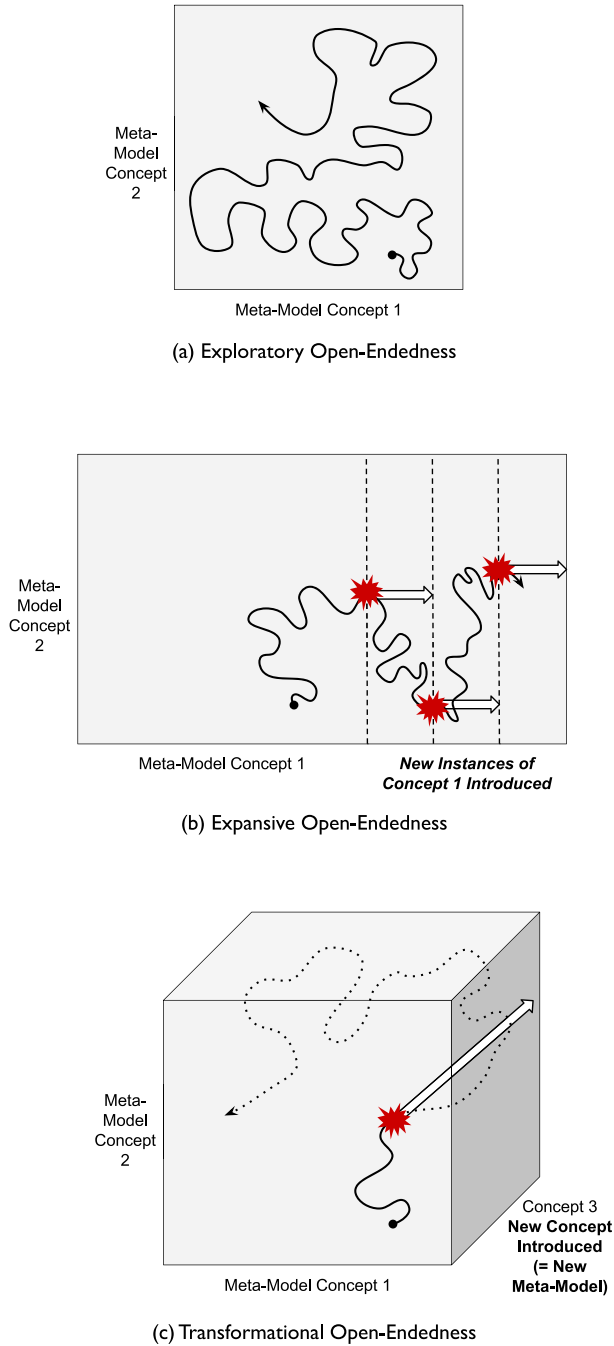 Meta-
Model
Concept
2
Meta-Model Concept 1
(a) Exploratory Open-Endedness
Meta-
Model
Concept
2
Meta-Model Concept 1
New Instances of
Concept 1 Introduced
(b) Expansive Open-Endedness
Meta-
Model
Concept
2
Meta-Model Concept 1
Concept 3
New Concept
Introduced
(= New
Meta-Model)
(c) Transformational Open-Endedness